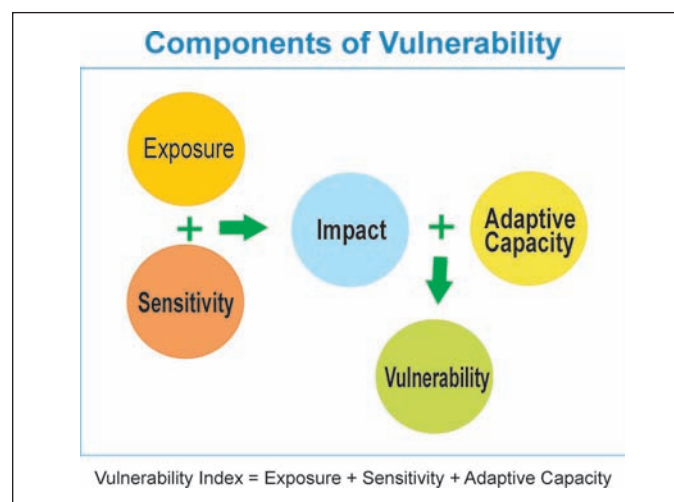 Components of Vulnerability
Exposure
+
Sensitivity
Impact
+
Adaptive
Capacity
Vulnerability
Vulnerability Index = Exposure + Sensitivity + Adaptive Capacity